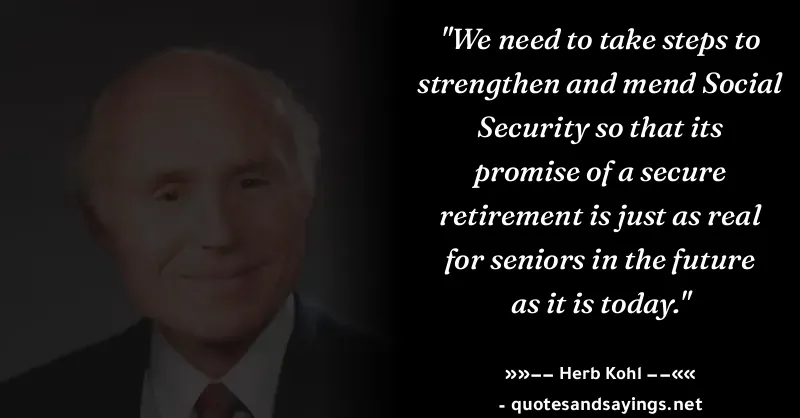 "We need to take steps to
strengthen and mend Social
Security so that its
promise of a secure
retirement is just as real
for seniors in the future
as it is today."
»»–– Herb Kohl ––««
- quotesandsayings.net